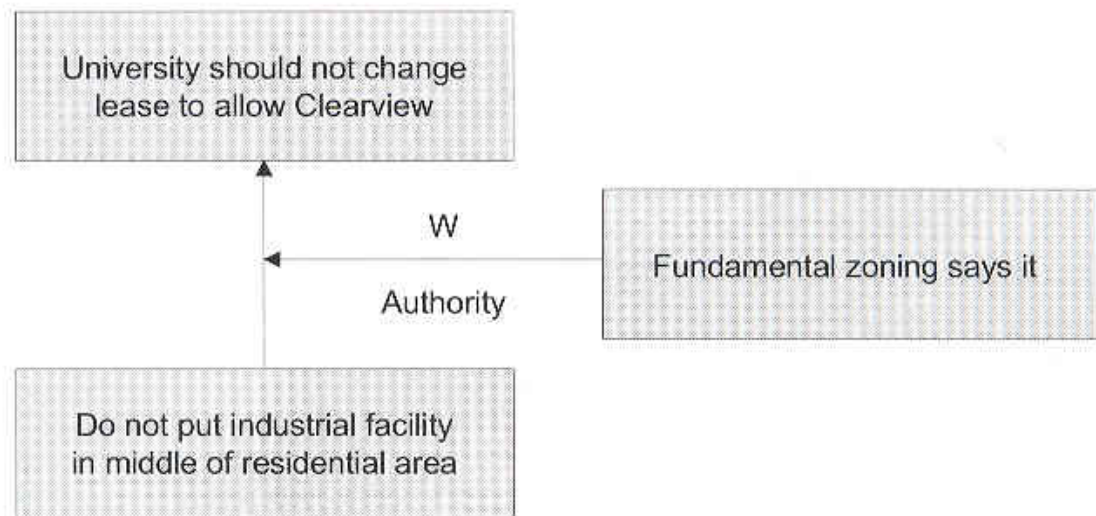 University should not change
lease to allow Clearview
W
Fundamental zoning says it
Authority
Do not put industrial facility
in middle of residential area